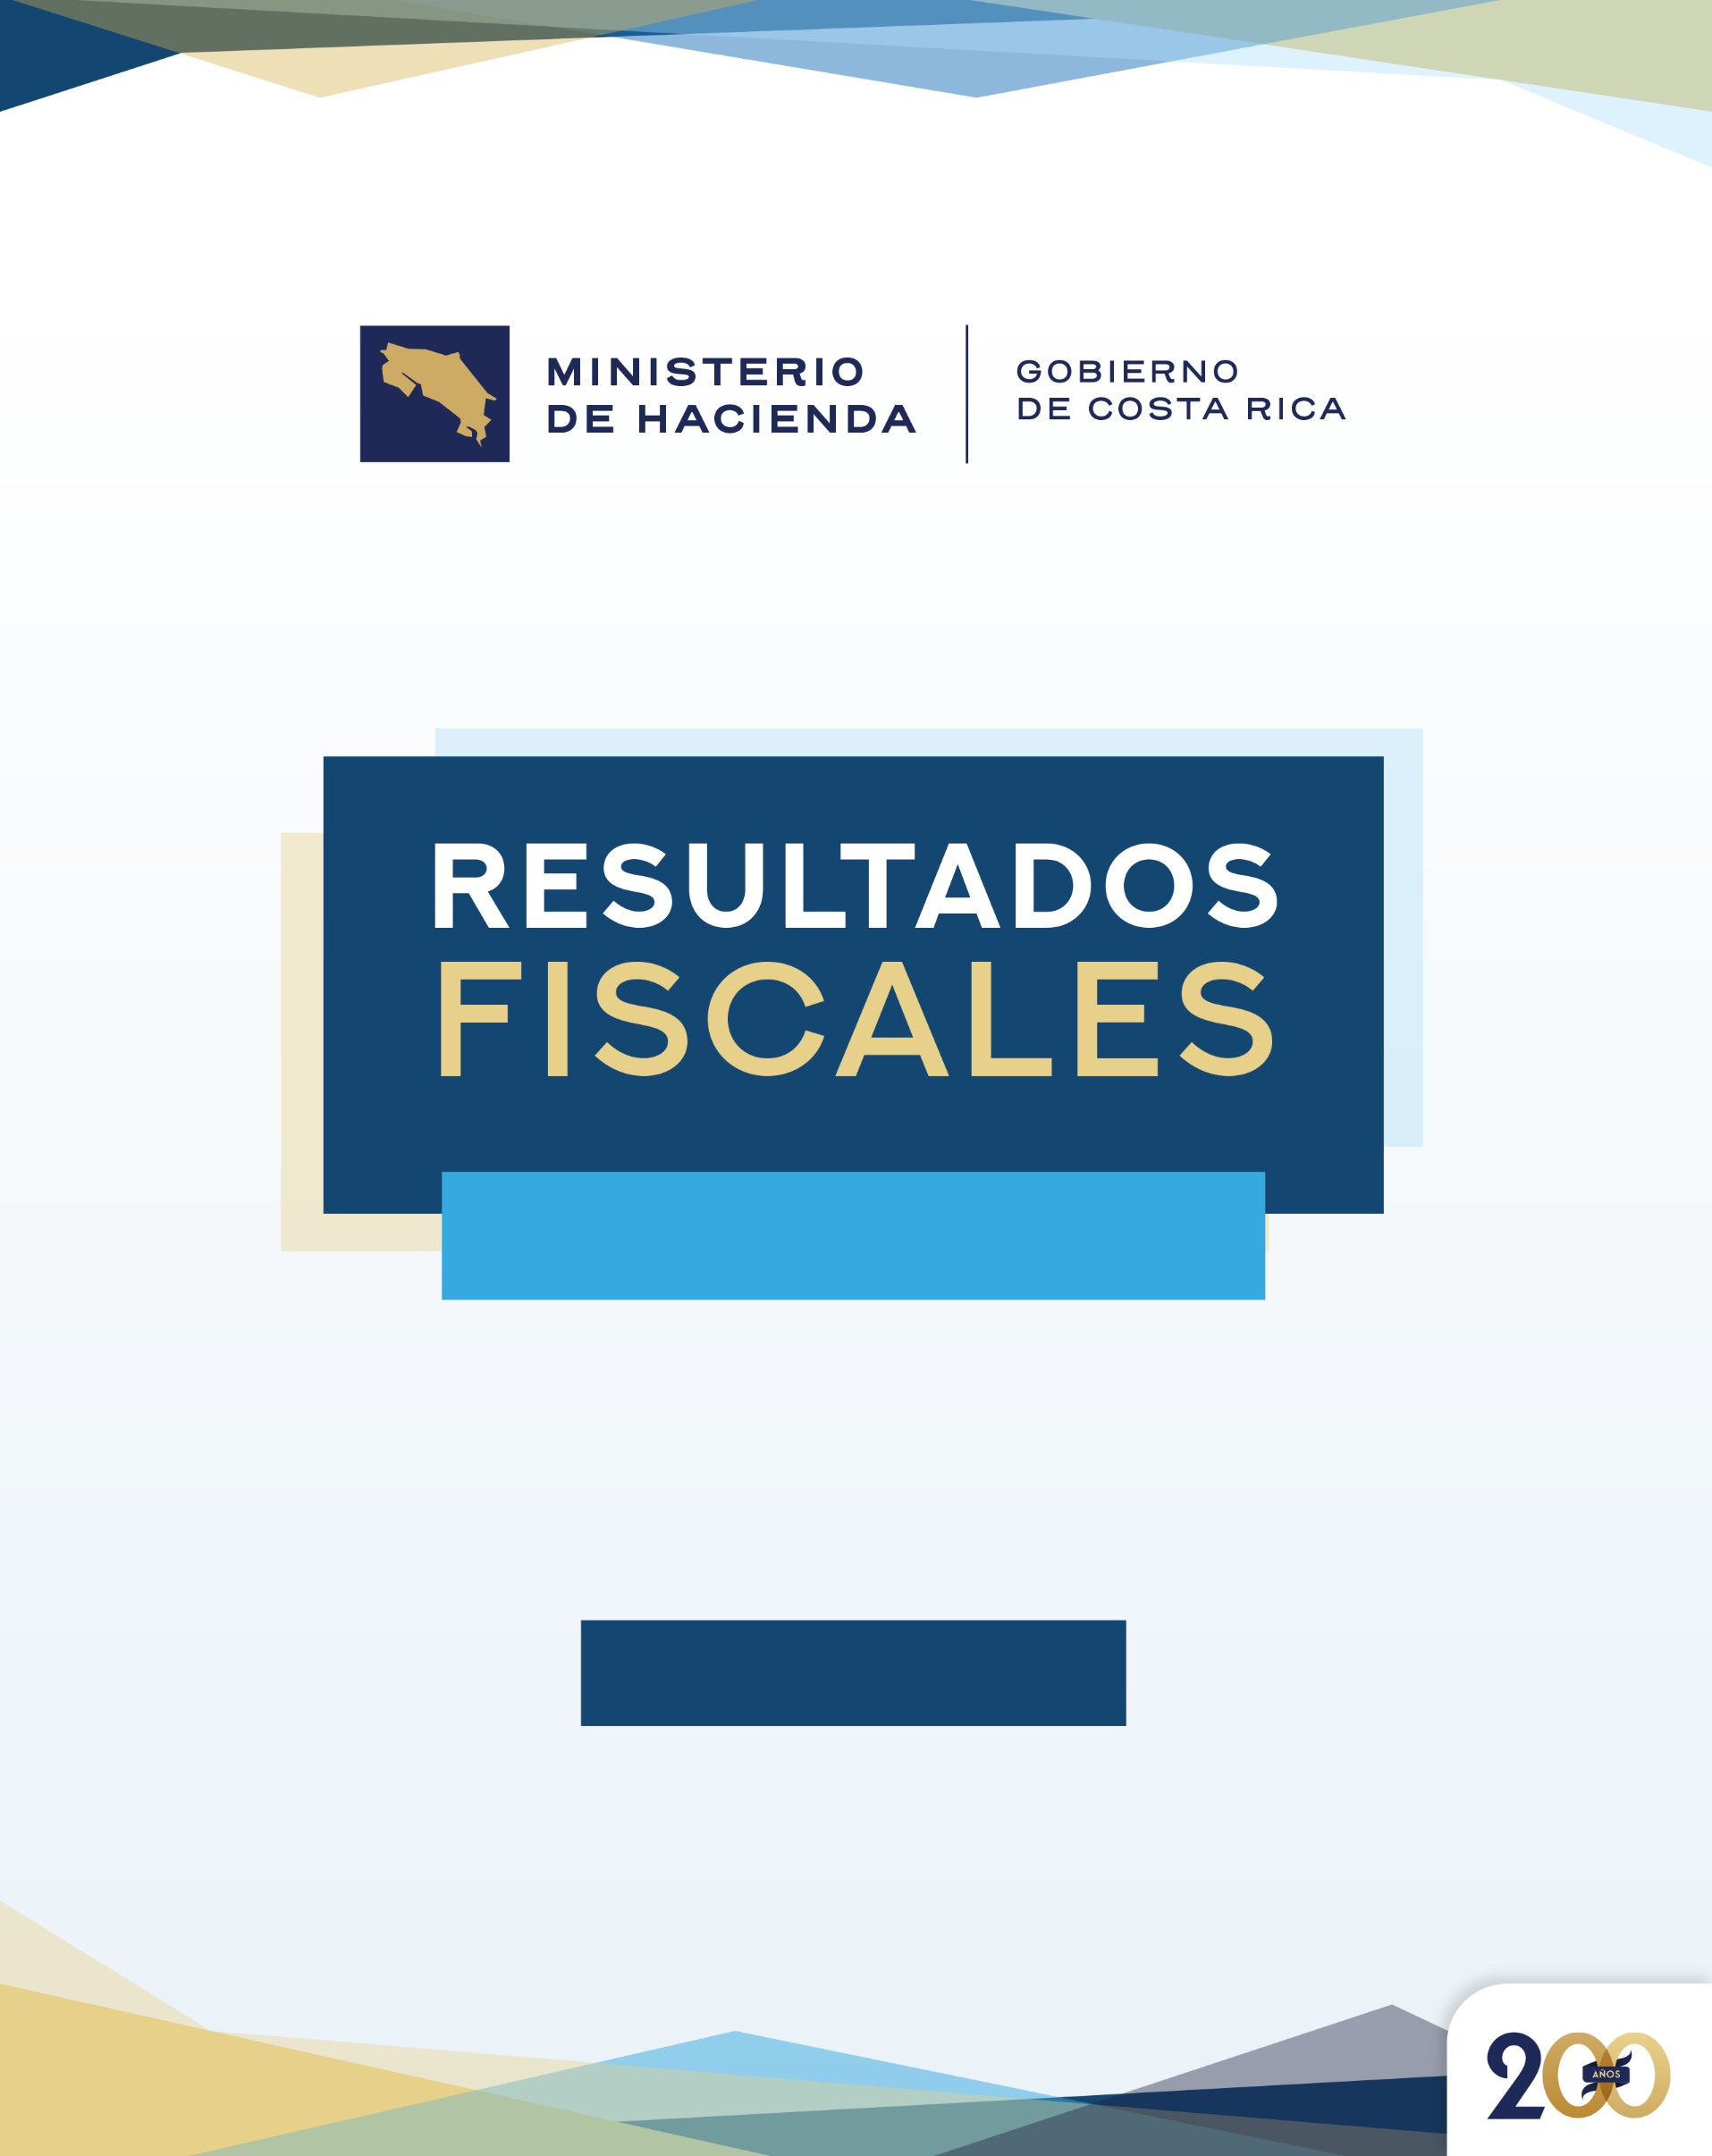 MINISTERIO
DE HACIENDA
GOBIERNO
DE COSTA RICA
RESULTADOS
FISCALES
200
AÑOS